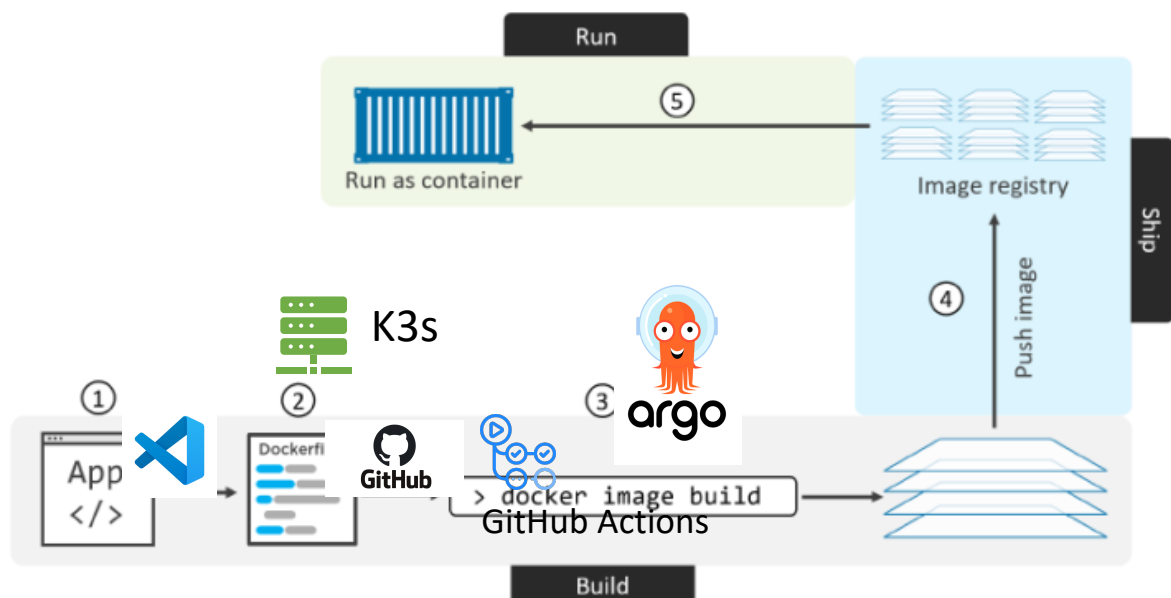 Run
5
Run as container
Image registry
Ship
4
Push image
K3s
argo
1
2
3
App
</>
Dockerfi
GitHub
> docker image build
GitHub Actions
Build